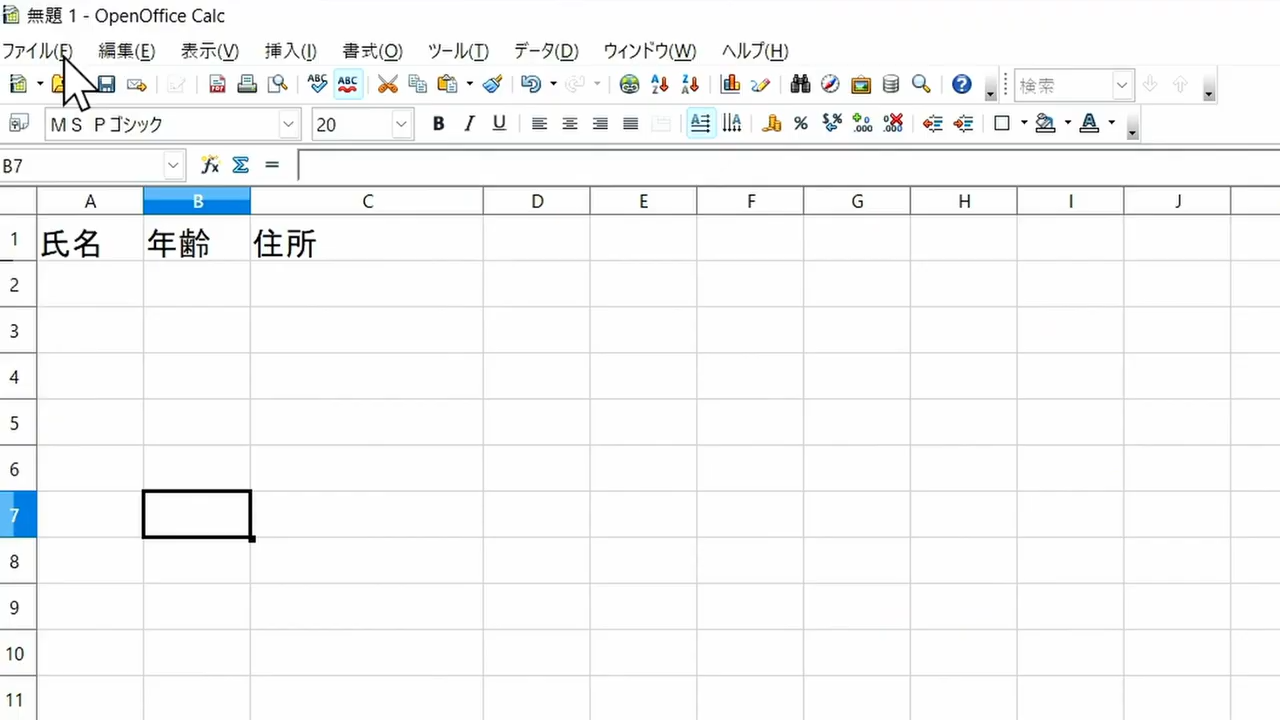 無題 1 - OpenOffice Calc
ファイル(F) 編集(E) 表示(V) 挿入(I) 書式(O) ツール(T) データ(D) ウィンドウ(W) ヘルプ(H)
検索
ＭＳ Ｐゴシック 20 B I U
B7
A B C D E F G H I J
1 氏名 年齢 住所
2
3
4
5
6
7
8
9
10
11